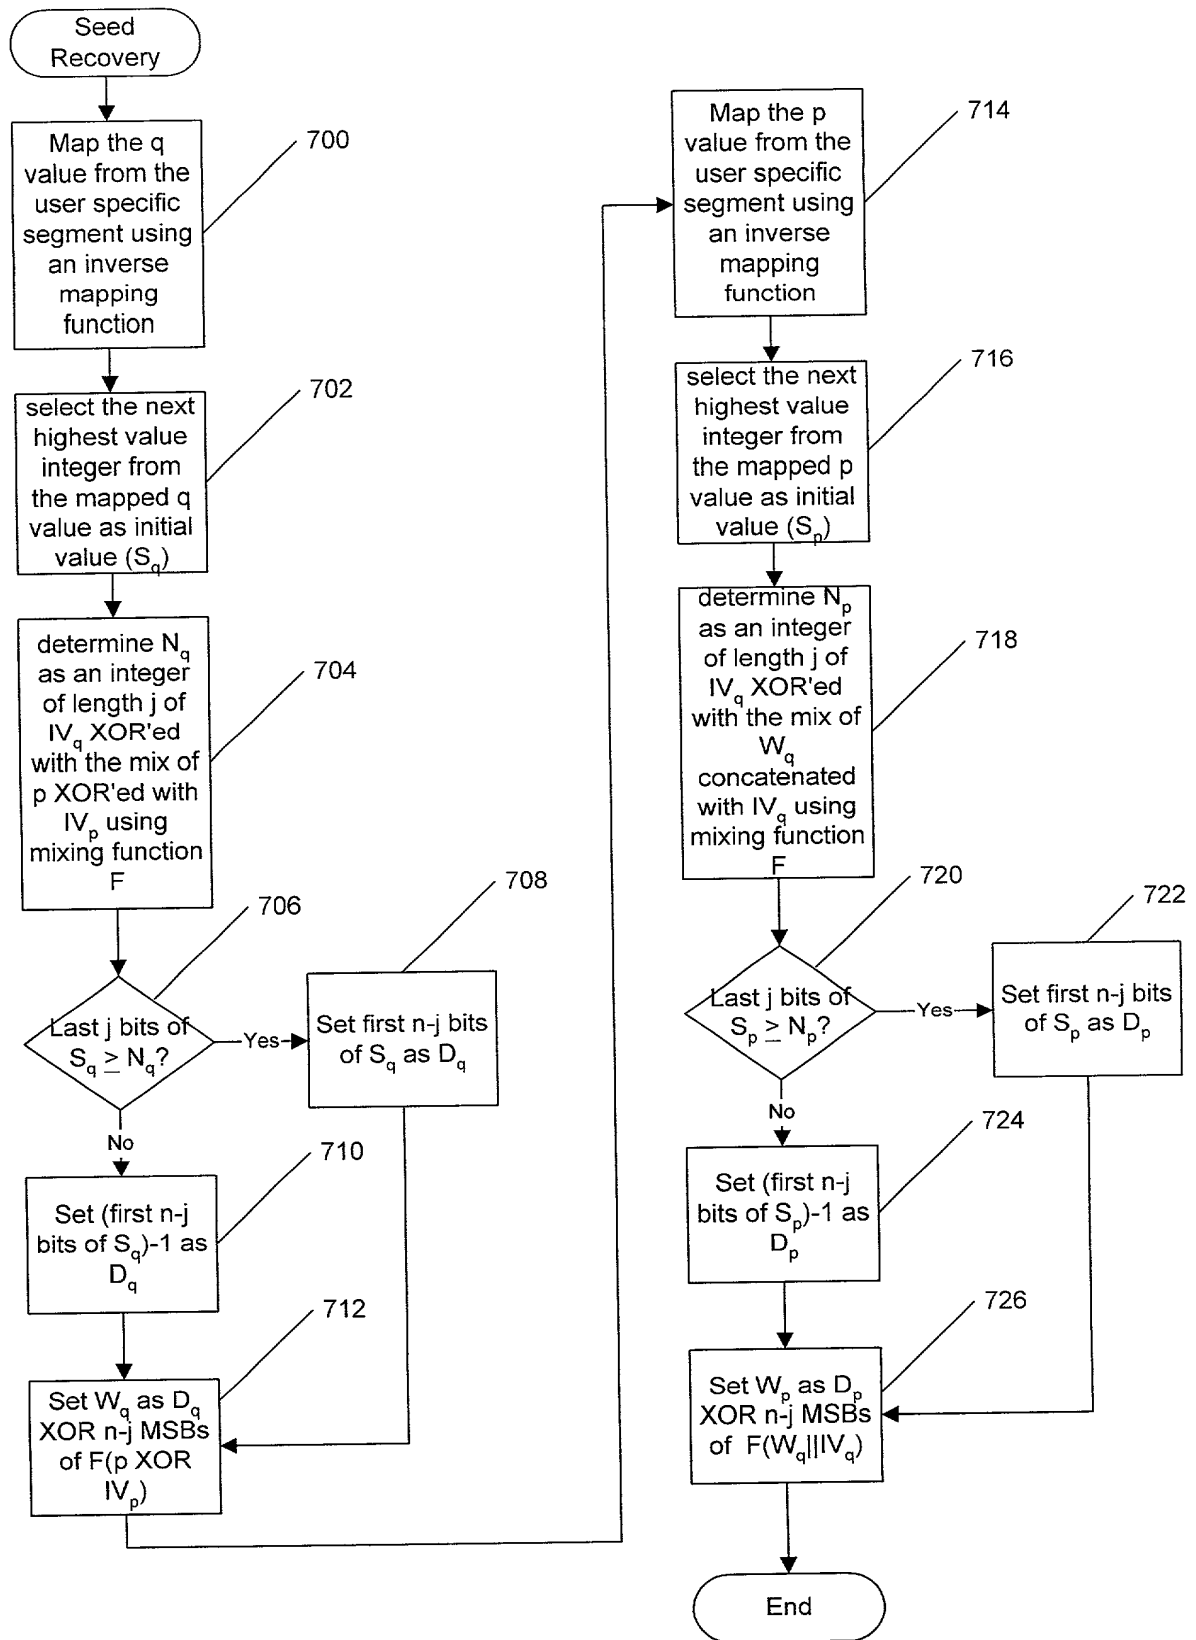 Seed
Recovery
Map the q
value from the
user specific
segment using
an inverse
mapping
function
700
select the next
highest value
integer from
the mapped q
value as initial
value (Sq)
702
determine Nq
as an integer
of length j of
IVq XOR'ed
with the mix of
p XOR'ed with
IVp using
mixing function
F
704
706
Last j bits of
Sq ≥ Nq?
Yes
708
Set first n-j bits
of Sq as Dq
No
710
Set (first n-j
bits of Sq)-1 as
Dq
712
Set Wq as Dq
XOR n-j MSBs
of F(p XOR
IVp)
Map the p
value from the
user specific
segment using
an inverse
mapping
function
714
select the next
highest value
integer from
the mapped p
value as initial
value (Sp)
716
determine Np
as an integer
of length j of
IVq XOR'ed
with the mix of
Wq
concatenated
with IVq using
mixing function
F
718
720
Last j bits of
Sp ≥ Np?
Yes
722
Set first n-j bits
of Sp as Dp
No
724
Set (first n-j
bits of Sp)-1 as
Dp
726
Set Wp as Dp
XOR n-j MSBs
of F(Wq||IVq)
End